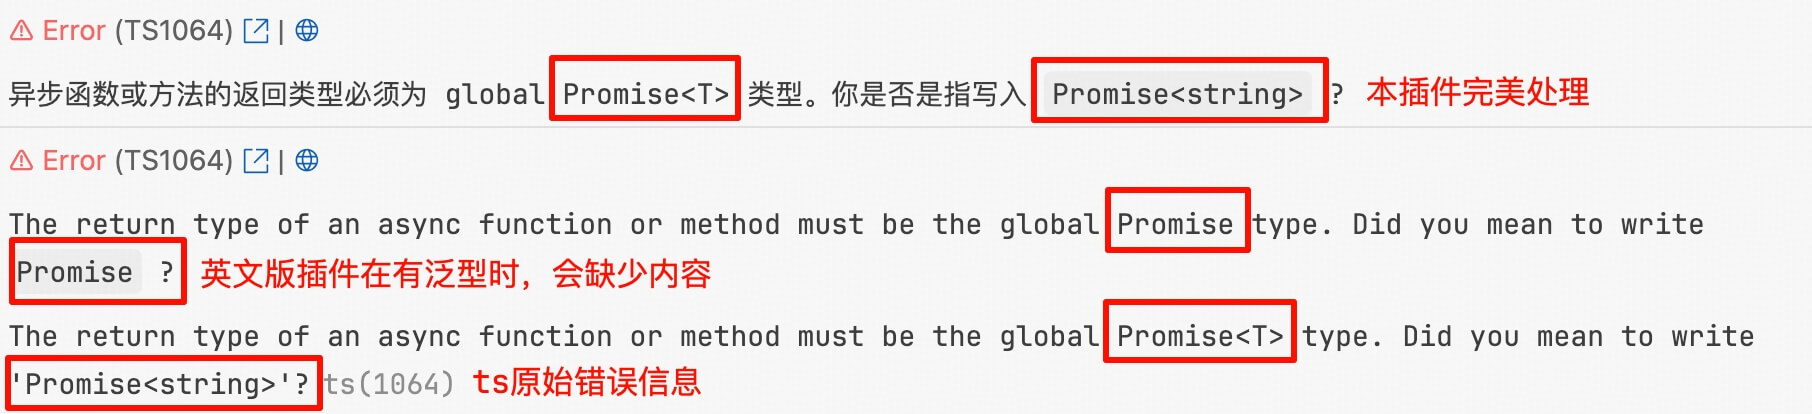 Error (TS1064) |
异步函数或方法的返回类型必须为 global Promise<T> 类型。你是否是指写入 Promise<string> ? 本插件完美处理
Error (TS1064) |
The return type of an async function or method must be the global Promise type. Did you mean to write
Promise ? 英文版插件在有泛型时，会缺少内容
The return type of an async function or method must be the global Promise<T> type. Did you mean to write
'Promise<string>'? ts(1064) ts原始错误信息